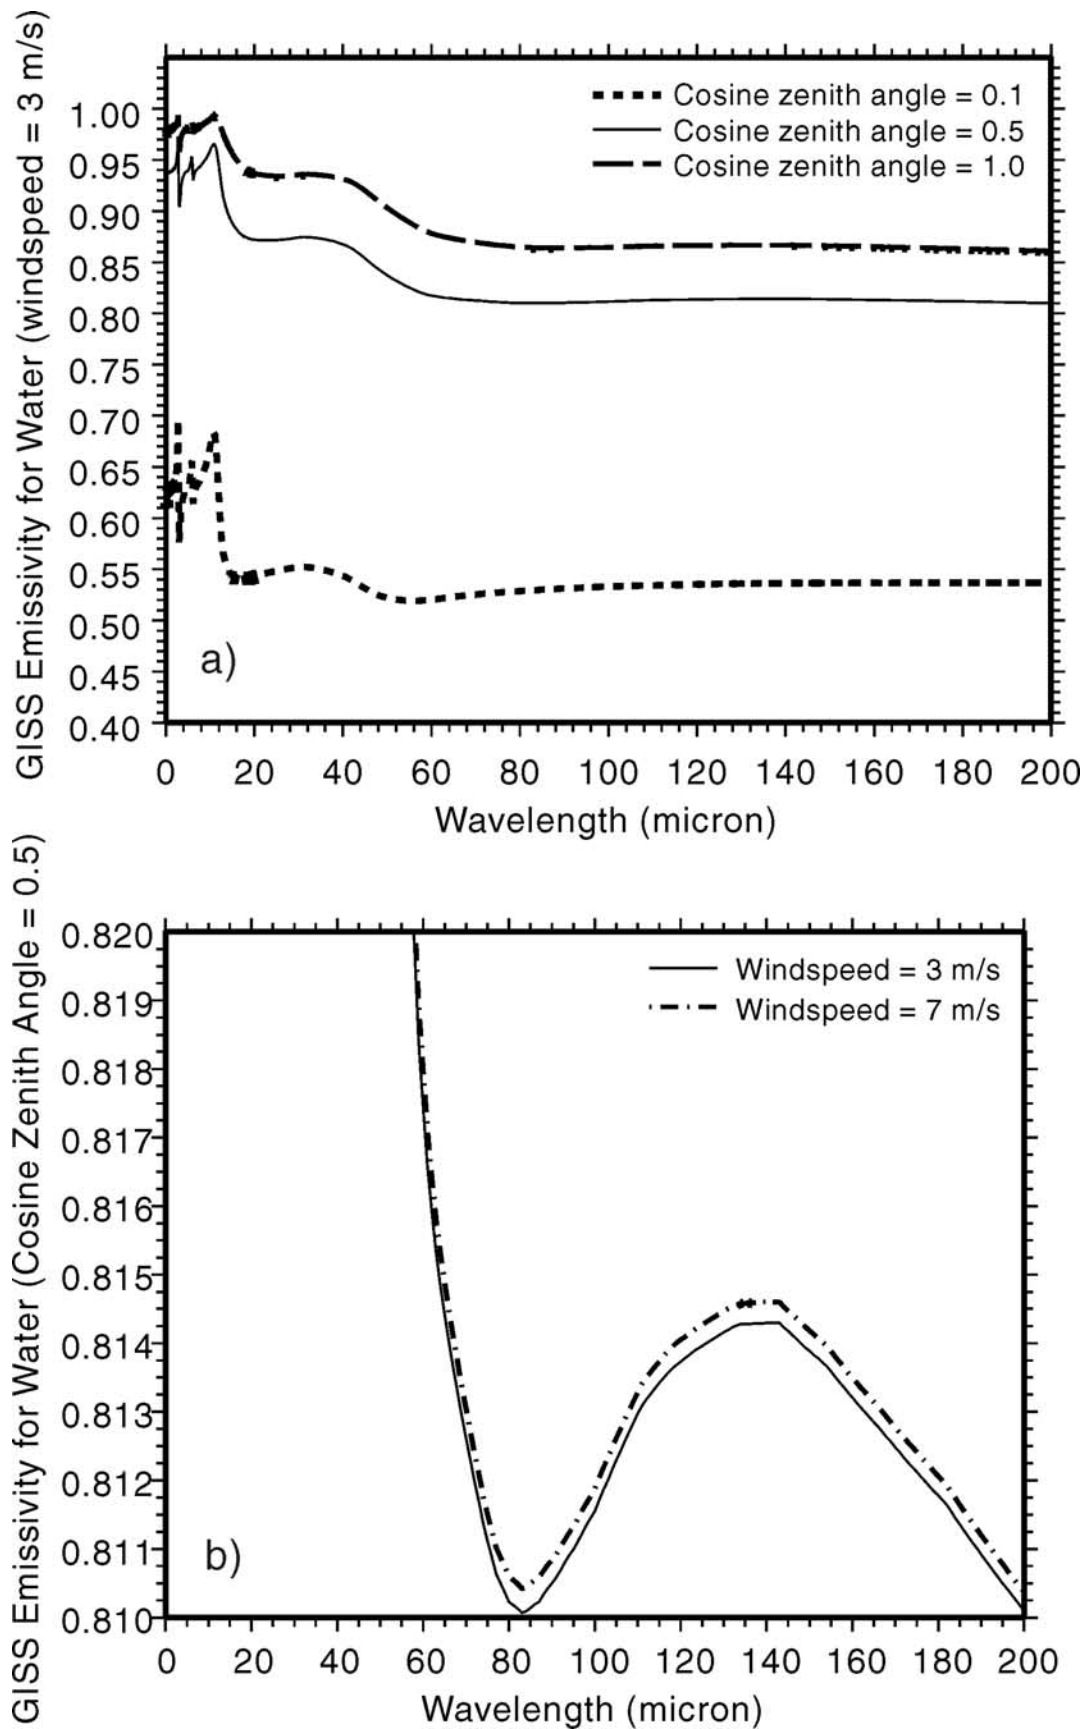 GISS Emissivity for Water (windspeed = 3 m/s)
Cosine zenith angle = 0.1
Cosine zenith angle = 0.5
Cosine zenith angle = 1.0
1.00
0.95
0.90
0.85
0.80
0.75
0.70
0.65
0.60
0.55
0.50
0.45
0.40
a)
0 20 40 60 80 100 120 140 160 180 200
Wavelength (micron)
GISS Emissivity for Water (Cosine Zenith Angle = 0.5)
Windspeed = 3 m/s
Windspeed = 7 m/s
0.820
0.819
0.818
0.817
0.816
0.815
0.814
0.813
0.812
0.811
0.810
b)
0 20 40 60 80 100 120 140 160 180 200
Wavelength (micron)